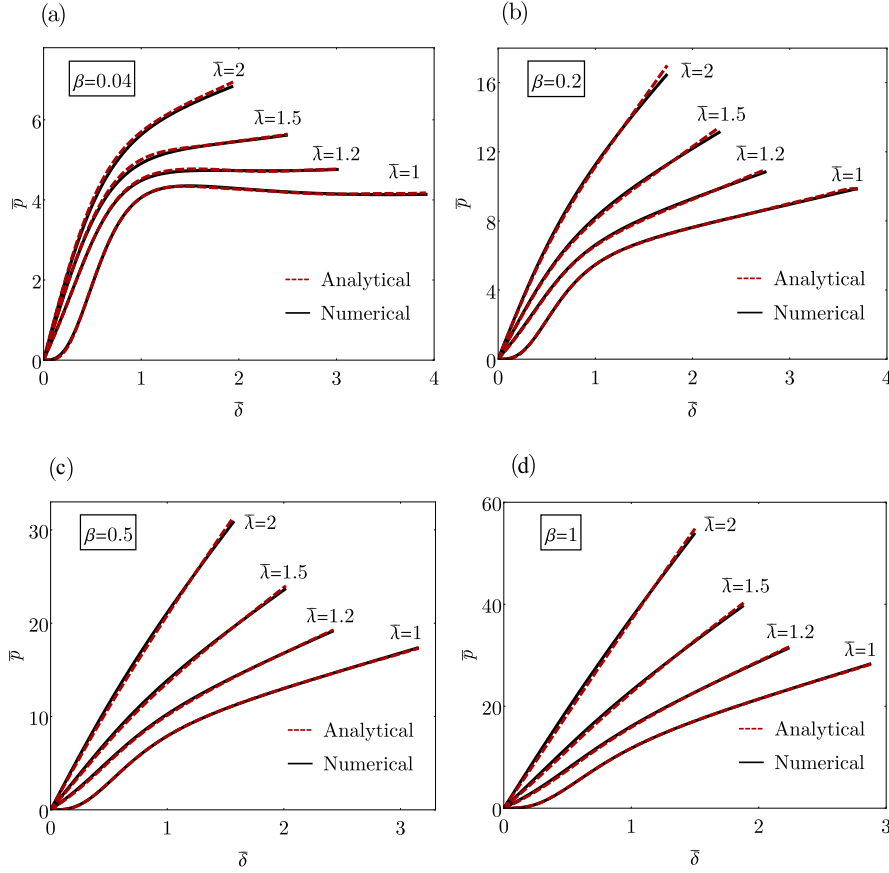 (a)
β=0.04
λ̄=2
λ̄=1.5
λ̄=1.2
λ̄=1
Analytical
Numerical
p̄
0
2
4
6
0 1 2 3 4
δ̄
(b)
β=0.2
λ̄=2
λ̄=1.5
λ̄=1.2
λ̄=1
Analytical
Numerical
p̄
0
4
8
12
16
0 1 2 3 4
δ̄
(c)
β=0.5
λ̄=2
λ̄=1.5
λ̄=1.2
λ̄=1
Analytical
Numerical
p̄
0
10
20
30
0 1 2 3
δ̄
(d)
β=1
λ̄=2
λ̄=1.5
λ̄=1.2
λ̄=1
Analytical
Numerical
p̄
0
20
40
60
0 1 2 3
δ̄